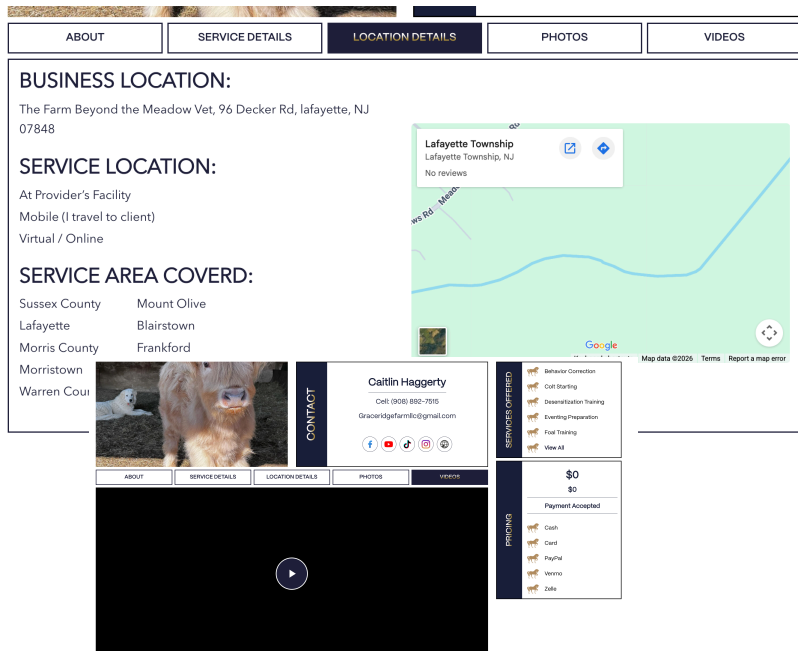 ABOUT
SERVICE DETAILS
LOCATION DETAILS
PHOTOS
VIDEOS
BUSINESS LOCATION:
The Farm Beyond the Meadow Vet, 96 Decker Rd, lafayette, NJ
07848
SERVICE LOCATION:
At Provider's Facility
Mobile (I travel to client)
Virtual / Online
SERVICE AREA COVERD:
Sussex County
Mount Olive
Lafayette
Blairstown
Morris County
Frankford
Morristown
Warren
Lafayette Township
Lafayette Township, NJ
No reviews
Rd
Google
Map data ©2026 Terms Report a map error
CONTACT
Caitlin Haggerty
Cell: (908) 892-7515
Graceridgefarmllc@gmail.com
SERVICES OFFERED
Behavior Correction
Colt Starting
Desensitization Training
Eventing Preparation
Foal Training
View All
ABOUT
SERVICE DETAILS
LOCATION DETAILS
PHOTOS
VIDEOS
PRICING
$0
$0
Payment Accepted
Cash
Card
PayPal
Venmo
Zelle